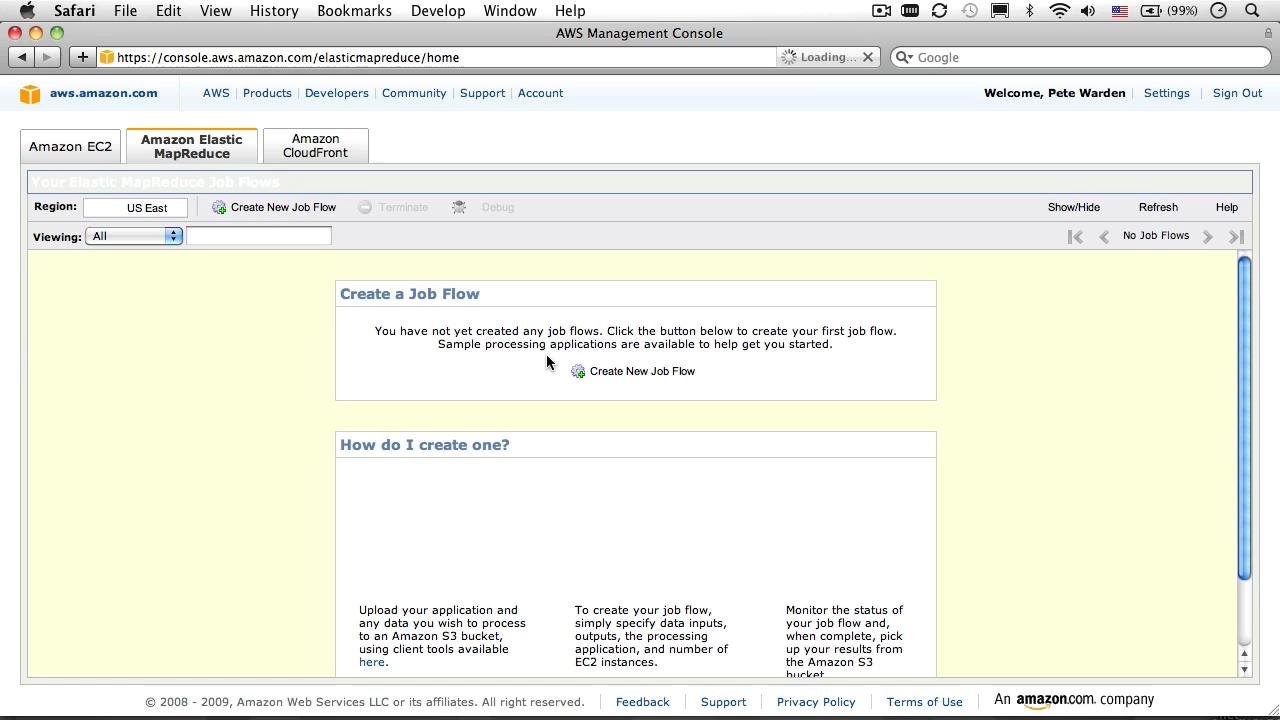 Safari File Edit View History Bookmarks Develop Window Help (99%)
AWS Management Console
https://console.aws.amazon.com/elasticmapreduce/home Loading... Google
aws.amazon.com AWS Products Developers Community Support Account Welcome, Pete Warden Settings Sign Out
Amazon EC2
Amazon Elastic
MapReduce
Amazon
CloudFront
Your Elastic MapReduce Job Flows
Region: US East Create New Job Flow Terminate Debug Show/Hide Refresh Help
Viewing: All No Job Flows
Create a Job Flow
You have not yet created any job flows. Click the button below to create your first job flow.
Sample processing applications are available to help get you started.
Create New Job Flow
How do I create one?
Upload your application and
any data you wish to process
to an Amazon S3 bucket,
using client tools available
here.
To create your job flow,
simply specify data inputs,
outputs, the processing
application, and number of
EC2 instances.
Monitor the status of
your job flow and,
when complete, pick
up your results from
the Amazon S3
bucket
© 2008 - 2009, Amazon Web Services LLC or its affiliates. All right reserved. Feedback Support Privacy Policy Terms of Use An amazon.com company